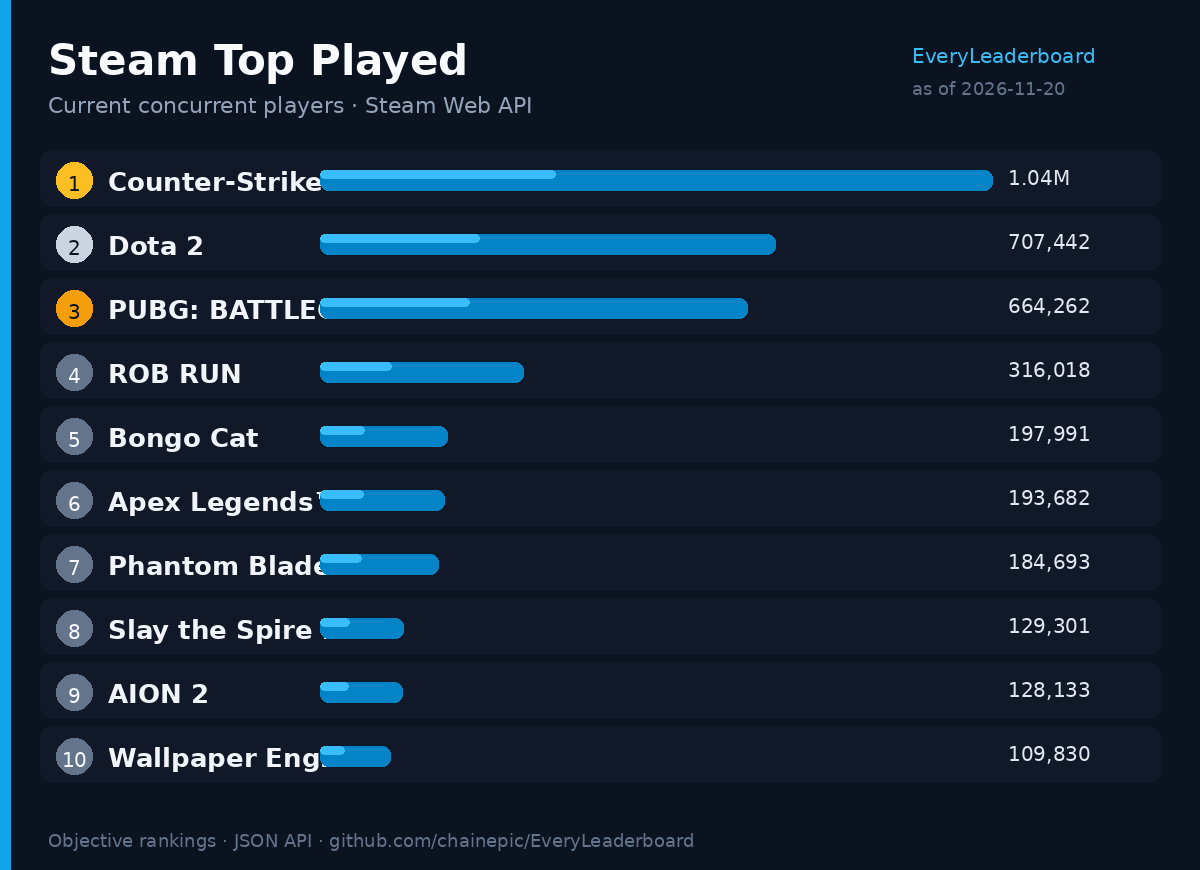 Steam Top Played
EveryLeaderboard
Current concurrent players · Steam Web API
as of 2026-11-20
1 Counter-Strike 1.04M
2 Dota 2 707,442
3 PUBG: BATTLE 664,262
4 ROB RUN 316,018
5 Bongo Cat 197,991
6 Apex Legends 193,682
7 Phantom Blade 184,693
8 Slay the Spire 129,301
9 AION 2 128,133
10 Wallpaper Eng 109,830
Objective rankings · JSON API · github.com/chainepic/EveryLeaderboard